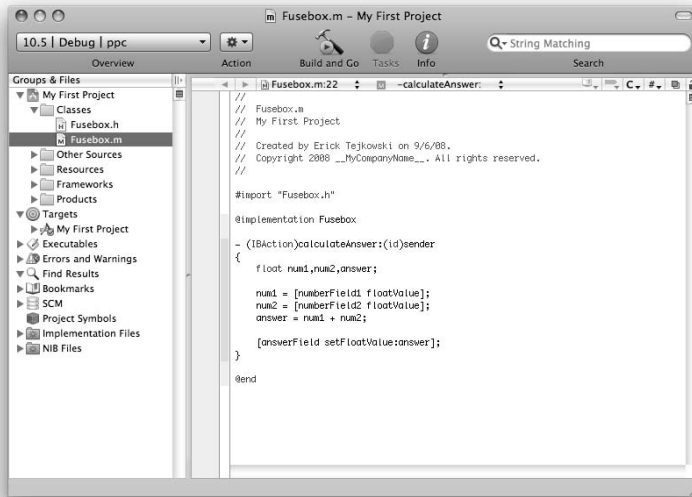 Fusebox.m – My First Project
10.5 | Debug | ppc
Overview
Action
Build and Go
Tasks
Info
String Matching
Search
Groups & Files
My First Project
Classes
Fusebox.h
Fusebox.m
Other Sources
Resources
Frameworks
Products
Targets
My First Project
Executables
Errors and Warnings
Find Results
Bookmarks
SCM
Project Symbols
Implementation Files
NIB Files
Fusebox.m:22 -calculateAnswer: C, #,
//
// Fusebox.m
// My First Project
//
// Created by Erick Tejkowski on 9/6/08.
// Copyright 2008 __MyCompanyName__. All rights reserved.
//
#import "Fusebox.h"
@implementation Fusebox
- (IBAction)calculateAnswer:(id)sender
{
float num1,num2,answer;
num1 = [numberField1 floatValue];
num2 = [numberField2 floatValue];
answer = num1 + num2;
[answerField setFloatValue:answer];
}
@end